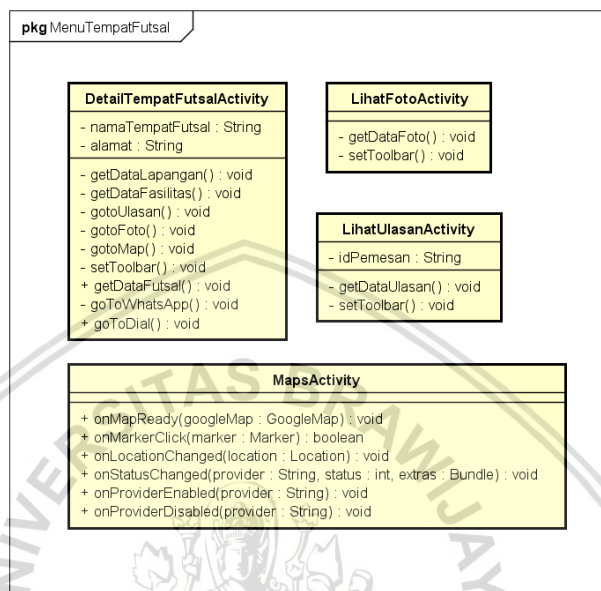 pkg MenuTempatFutsal
DetailTempatFutsalActivity
- namaTempatFutsal : String
- alamat : String
- getDataLapangan() : void
- getDataFasilitas() : void
- gotoUlasan() : void
- gotoFoto() : void
- gotoMap() : void
- setToolbar() : void
+ getDataFutsal() : void
- goToWhatsApp() : void
+ goToDial() : void
LihatFotoActivity
- getDataFoto() : void
- setToolbar() : void
LihatUlasanActivity
- idPemesan : String
- getDataUlasan() : void
- setToolbar() : void
MapsActivity
+ onMapReady(googleMap : GoogleMap) : void
+ onMarkerClick(marker : Marker) : boolean
+ onLocationChanged(location : Location) : void
+ onStatusChanged(provider : String, status : int, extras : Bundle) : void
+ onProviderEnabled(provider : String) : void
+ onProviderDisabled(provider : String) : void